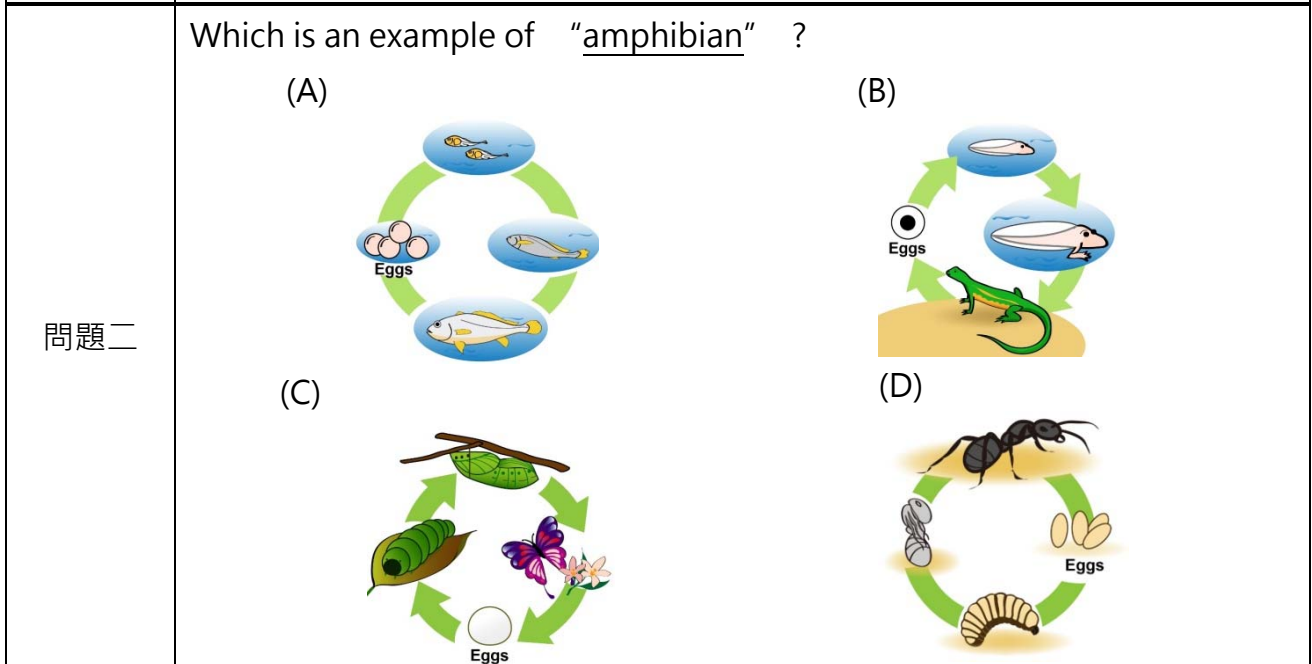 Which is an example of “amphibian” ?
(A)
(B)
Eggs
Eggs
問題二
(C)
(D)
Eggs
Eggs